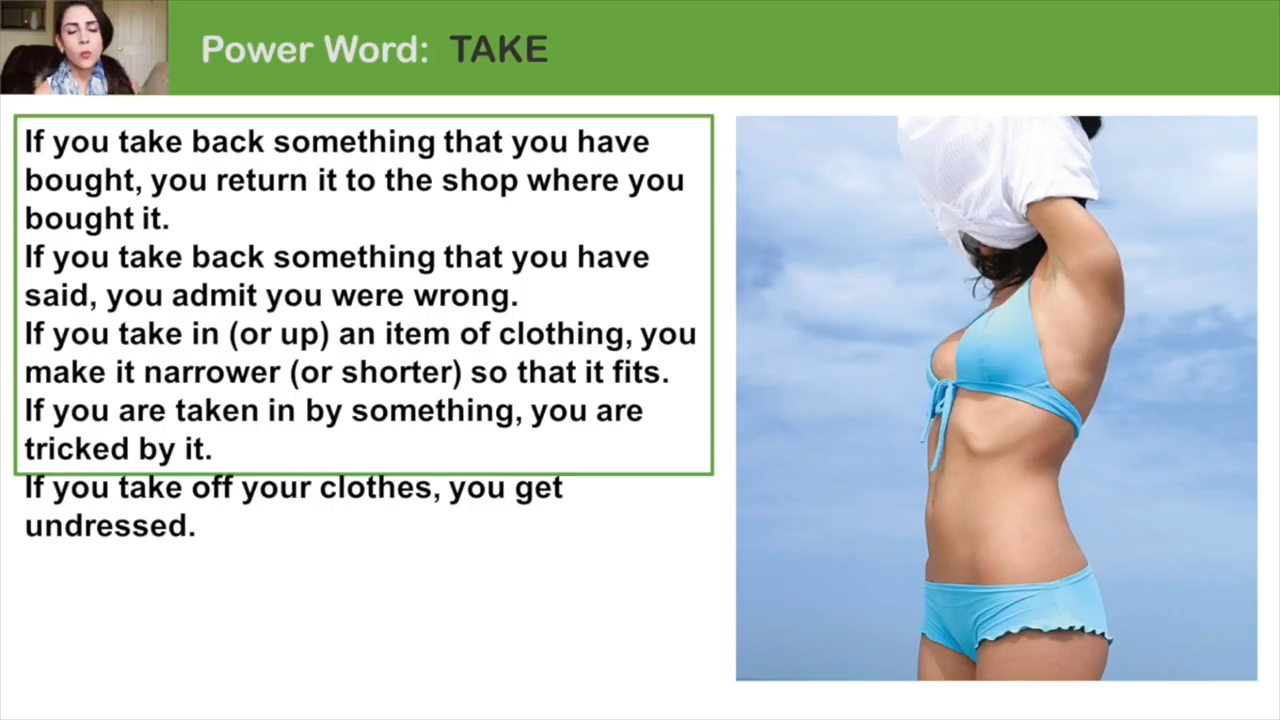 Power Word: TAKE
If you take back something that you have
bought, you return it to the shop where you
bought it.
If you take back something that you have
said, you admit you were wrong.
If you take in (or up) an item of clothing, you
make it narrower (or shorter) so that it fits.
If you are taken in by something, you are
tricked by it.
If you take off your clothes, you get
undressed.